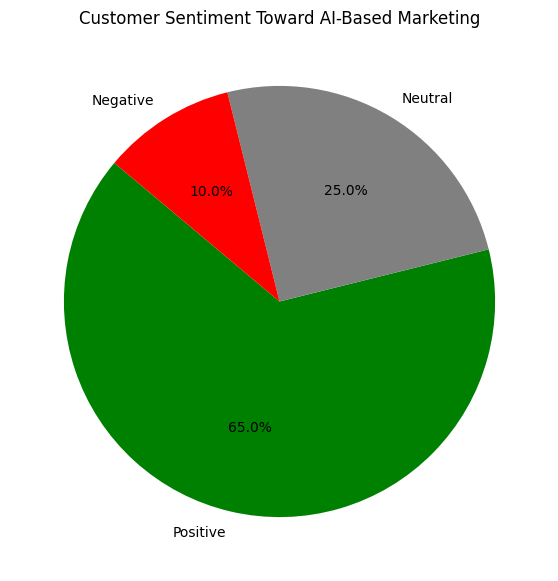 Customer Sentiment Toward AI-Based Marketing
Negative
Neutral
10.0%
25.0%
65.0%
Positive